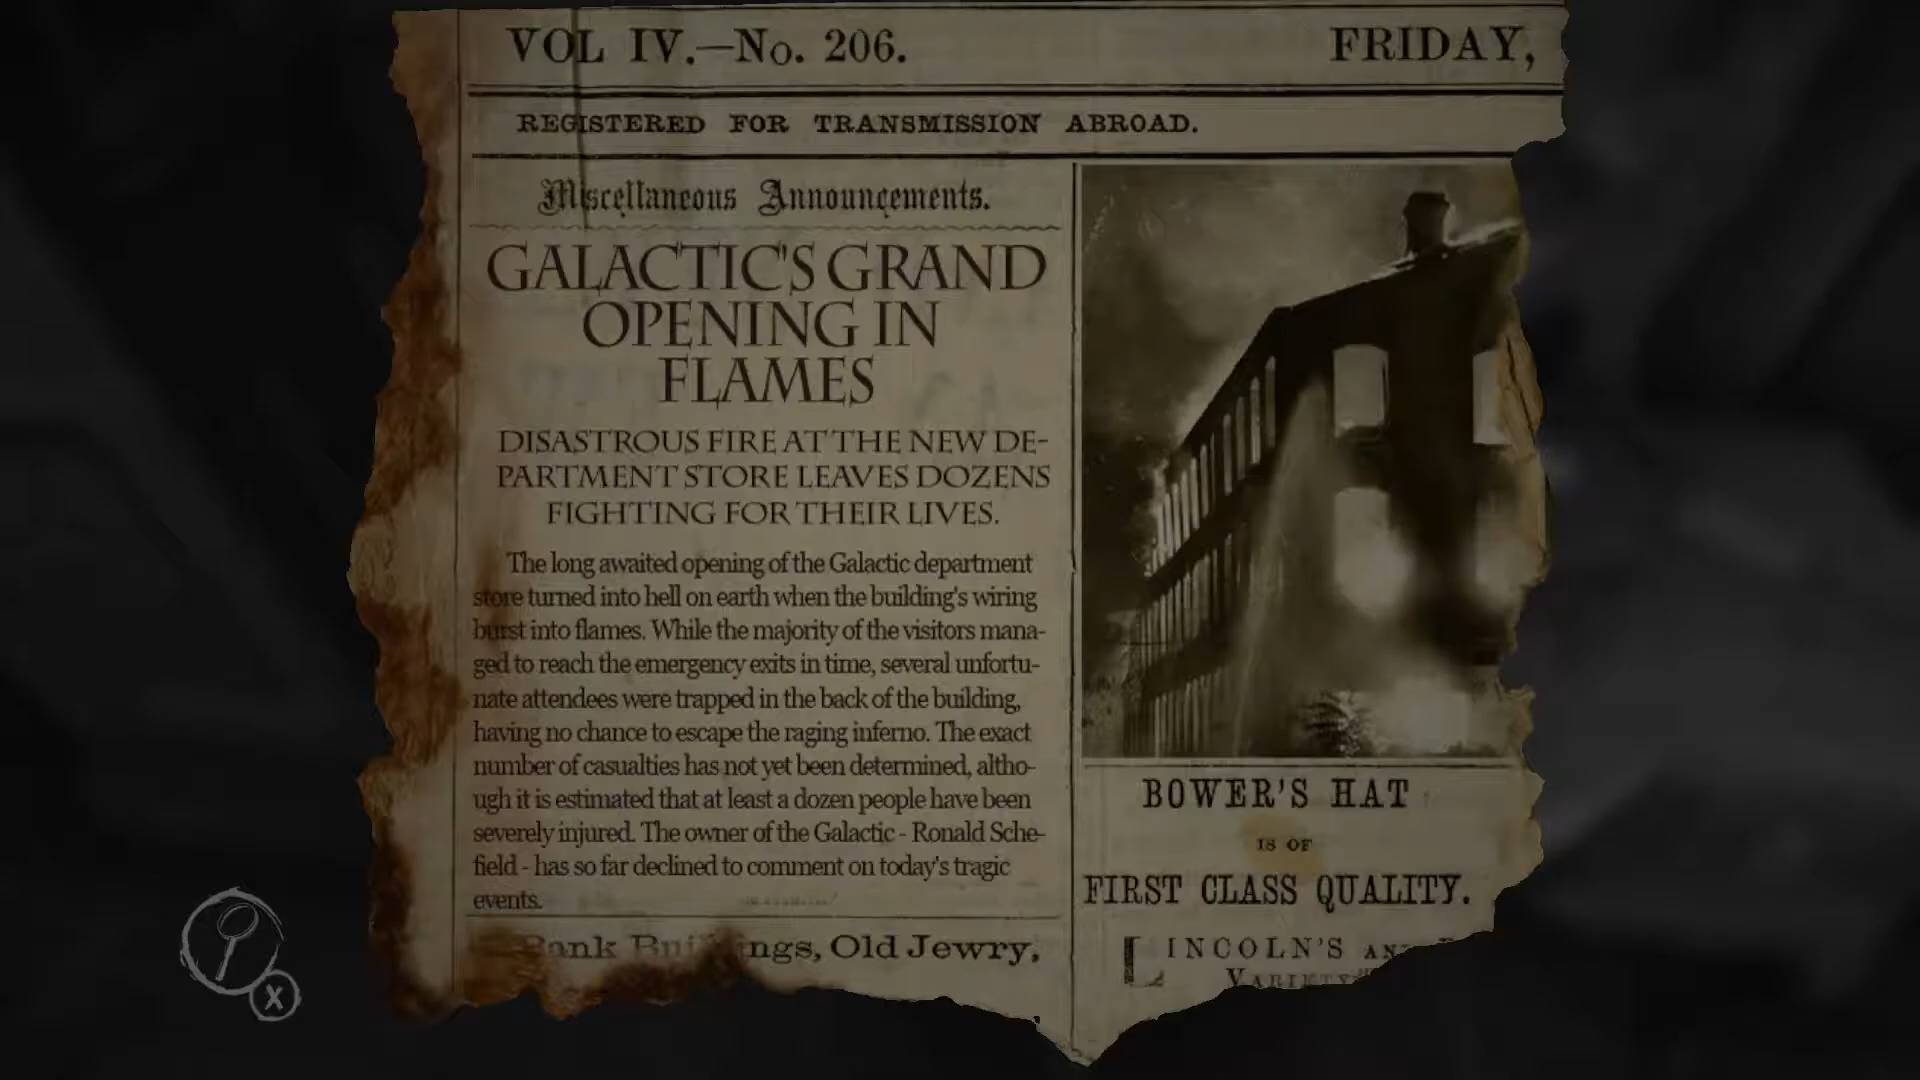 VOL IV.—No. 206.
FRIDAY,
REGISTERED FOR TRANSMISSION ABROAD.
Miscellaneous Announcements.
GALACTIC'S GRAND
OPENING IN
FLAMES
DISASTROUS FIRE AT THE NEW DE-
PARTMENT STORE LEAVES DOZENS
FIGHTING FOR THEIR LIVES.
The long awaited opening of the Galactic department
store turned into hell on earth when the building's wiring
burst into flames. While the majority of the visitors mana-
ged to reach the emergency exits in time, several unfortu-
nate attendees were trapped in the back of the building,
having no chance to escape the raging inferno. The exact
number of casualties has not yet been determined, altho-
ugh it is estimated that at least a dozen people have been
severely injured. The owner of the Galactic - Ronald Sche-
field - has so far declined to comment on today's tragic
events.
Bank Buildings, Old Jewry,
BOWER'S HAT
IS OF
FIRST CLASS QUALITY.
LINCOLN'S
VARIETY
X